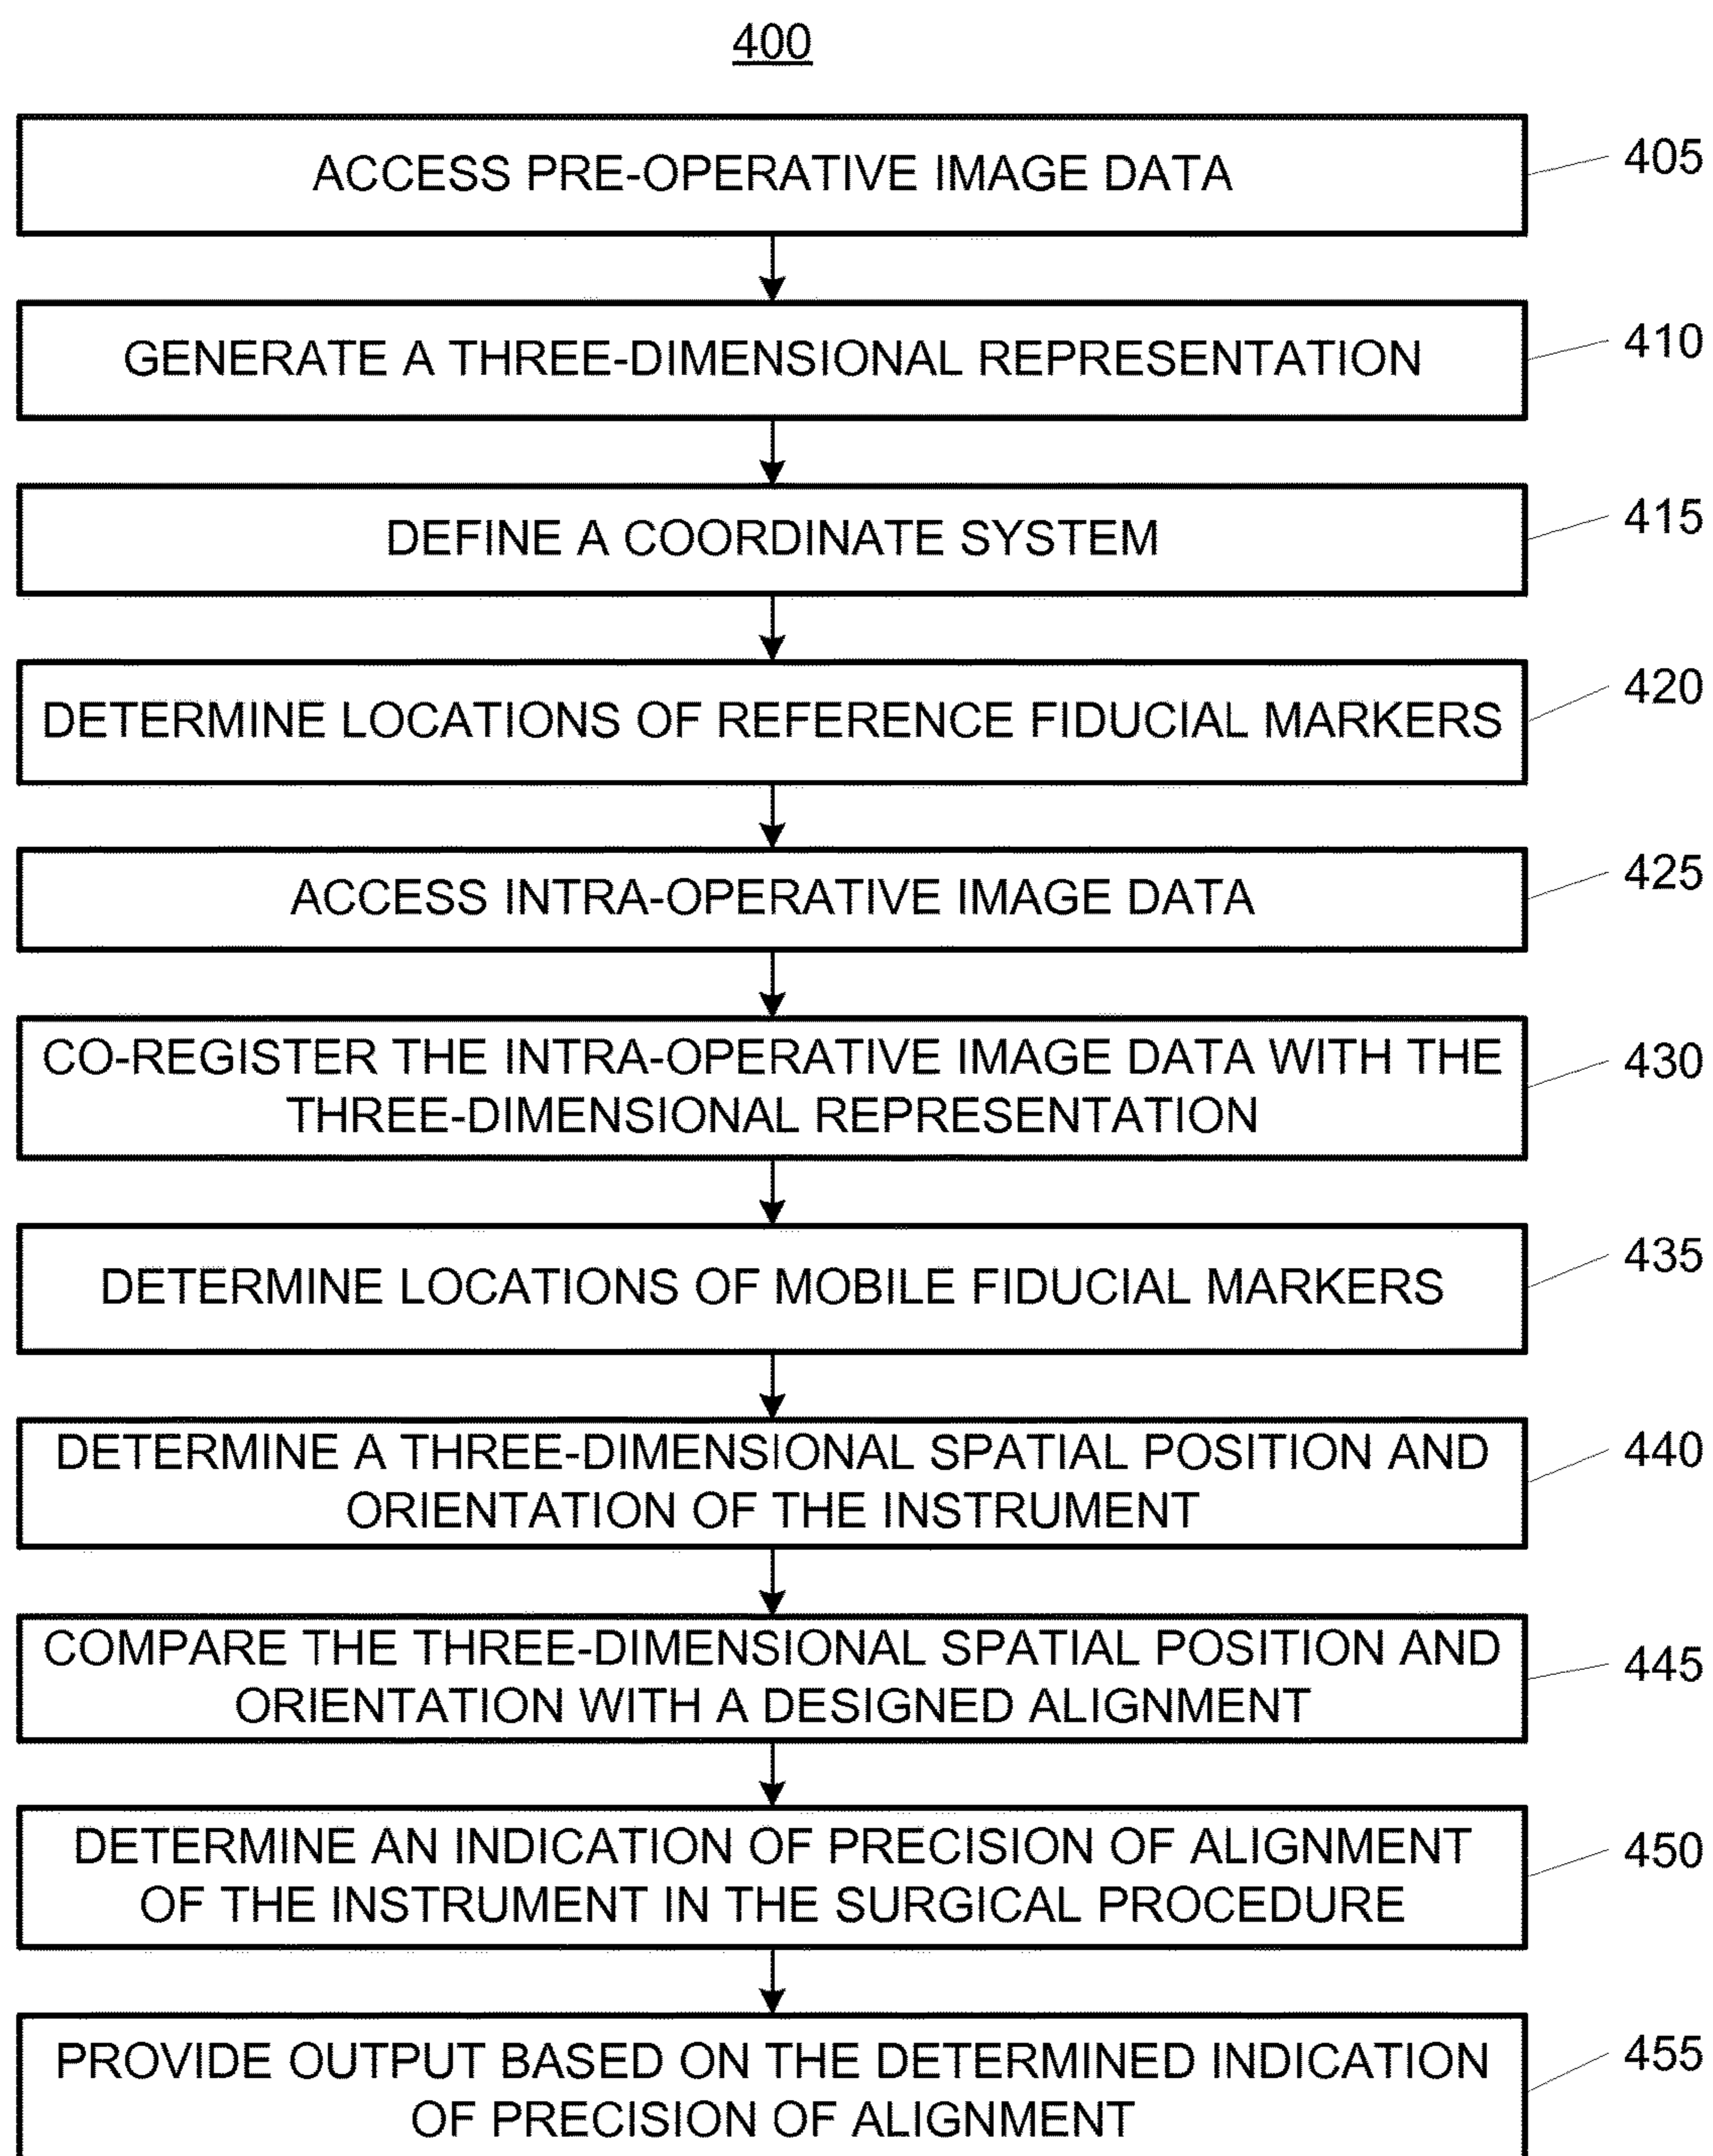 400
ACCESS PRE-OPERATIVE IMAGE DATA
405
GENERATE A THREE-DIMENSIONAL REPRESENTATION
410
DEFINE A COORDINATE SYSTEM
415
DETERMINE LOCATIONS OF REFERENCE FIDUCIAL MARKERS
420
ACCESS INTRA-OPERATIVE IMAGE DATA
425
CO-REGISTER THE INTRA-OPERATIVE IMAGE DATA WITH THE
THREE-DIMENSIONAL REPRESENTATION
430
DETERMINE LOCATIONS OF MOBILE FIDUCIAL MARKERS
435
DETERMINE A THREE-DIMENSIONAL SPATIAL POSITION AND
ORIENTATION OF THE INSTRUMENT
440
COMPARE THE THREE-DIMENSIONAL SPATIAL POSITION AND
ORIENTATION WITH A DESIGNED ALIGNMENT
445
DETERMINE AN INDICATION OF PRECISION OF ALIGNMENT
OF THE INSTRUMENT IN THE SURGICAL PROCEDURE
450
PROVIDE OUTPUT BASED ON THE DETERMINED INDICATION
OF PRECISION OF ALIGNMENT
455